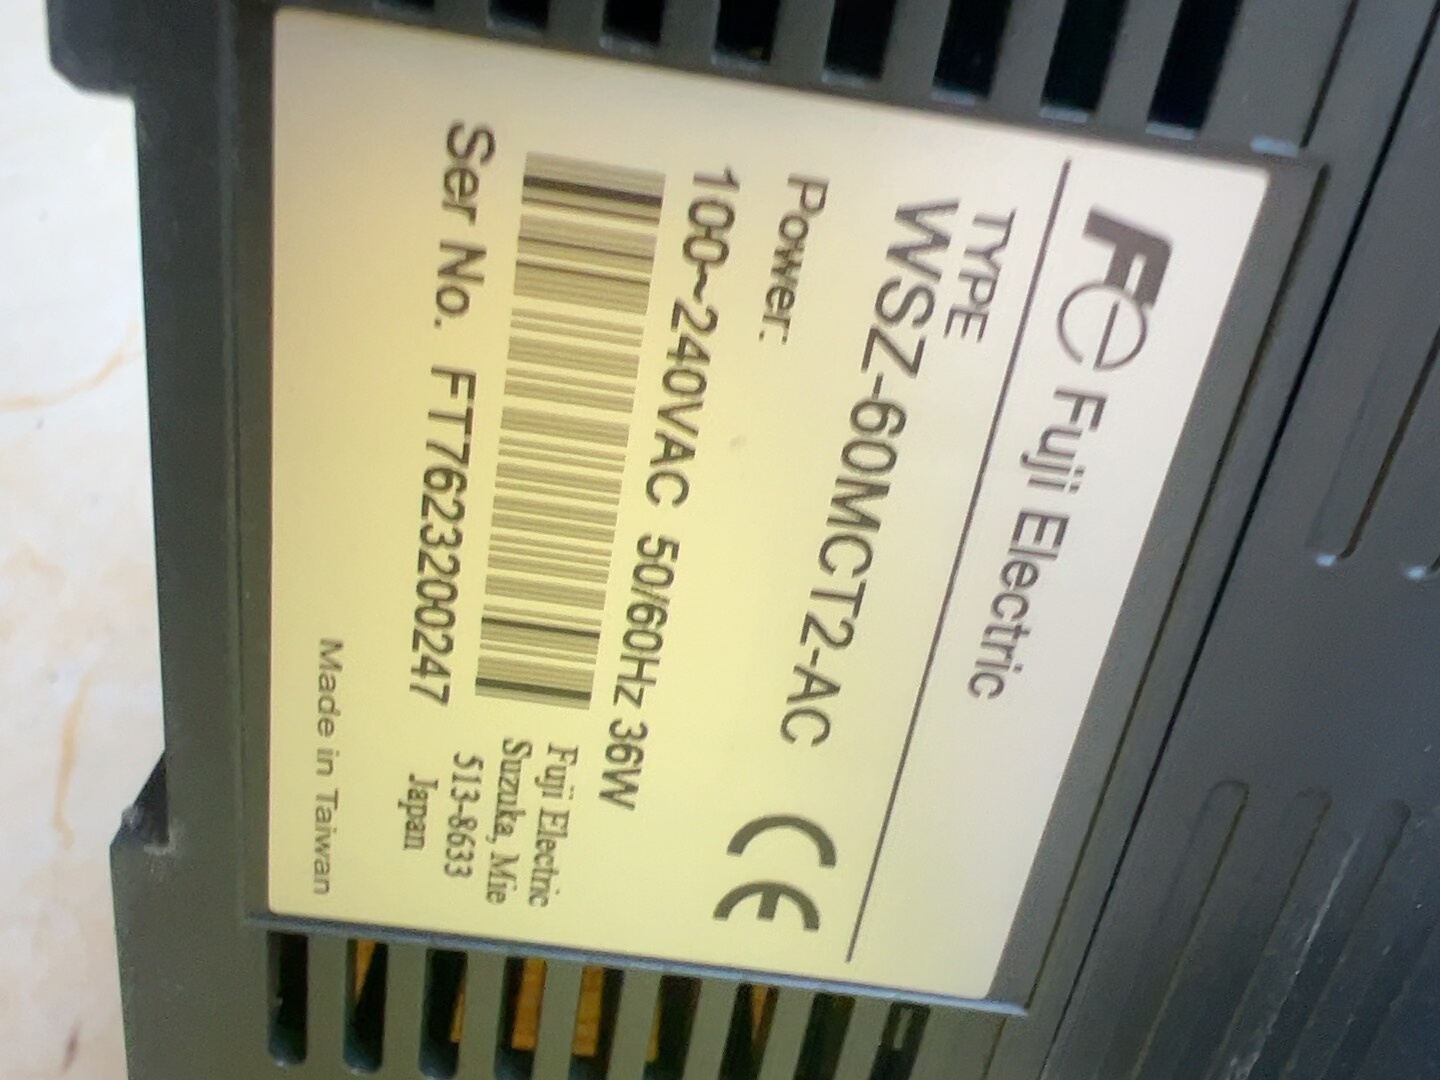 Fe Fuji Electric
TYPE
WSZ-60MCT2-AC
Power:
100~240VAC 50/60Hz 36W
CE
Fuji Electric
Suzuka, Mie
513-8633
Japan
Ser No. FT7623200247
Made in Taiwan